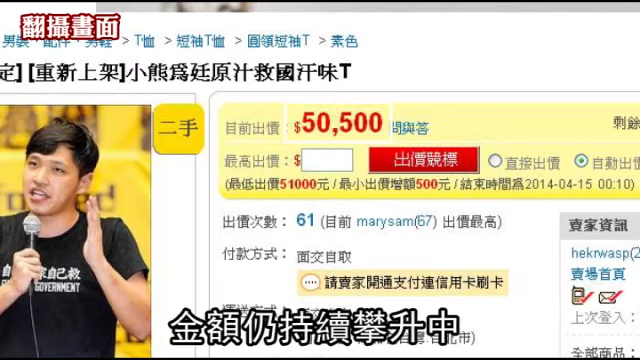 翻攝畫面
男裝、配件、男鞋 > T恤 > 短袖T恤 > 圓領短袖T > 素色
定] [重新上架]小熊為廷原汁救國汗味T
二手
目前出價：$50,500 問與答
剩餘
最高出價：$ 出價競標 直接出價 自動出價
(最低出價51000元 / 最小出價增額500元 / 結束時間為2014-04-15 00:10)
出價次數： 61 (目前 marysam(67) 出價最高)
付款方式： 面交自取
請賣家開通支付連信用卡刷卡
賣家資訊
hekrwasp(2
賣場首頁
上次登入：
全部商品：
自己救
GOVERNMENT
金額仍持續攀升中